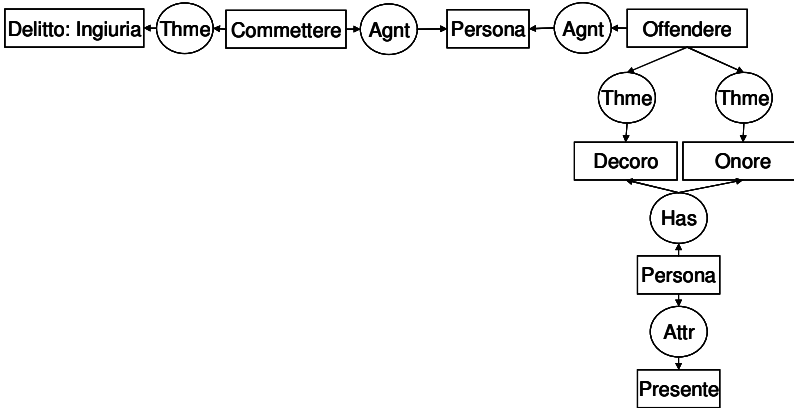 Delitto: Ingiuria Thme Commettere Agnt Persona Agnt Offendere
Thme Thme
Decoro Onore
Has
Persona
Attr
Presente